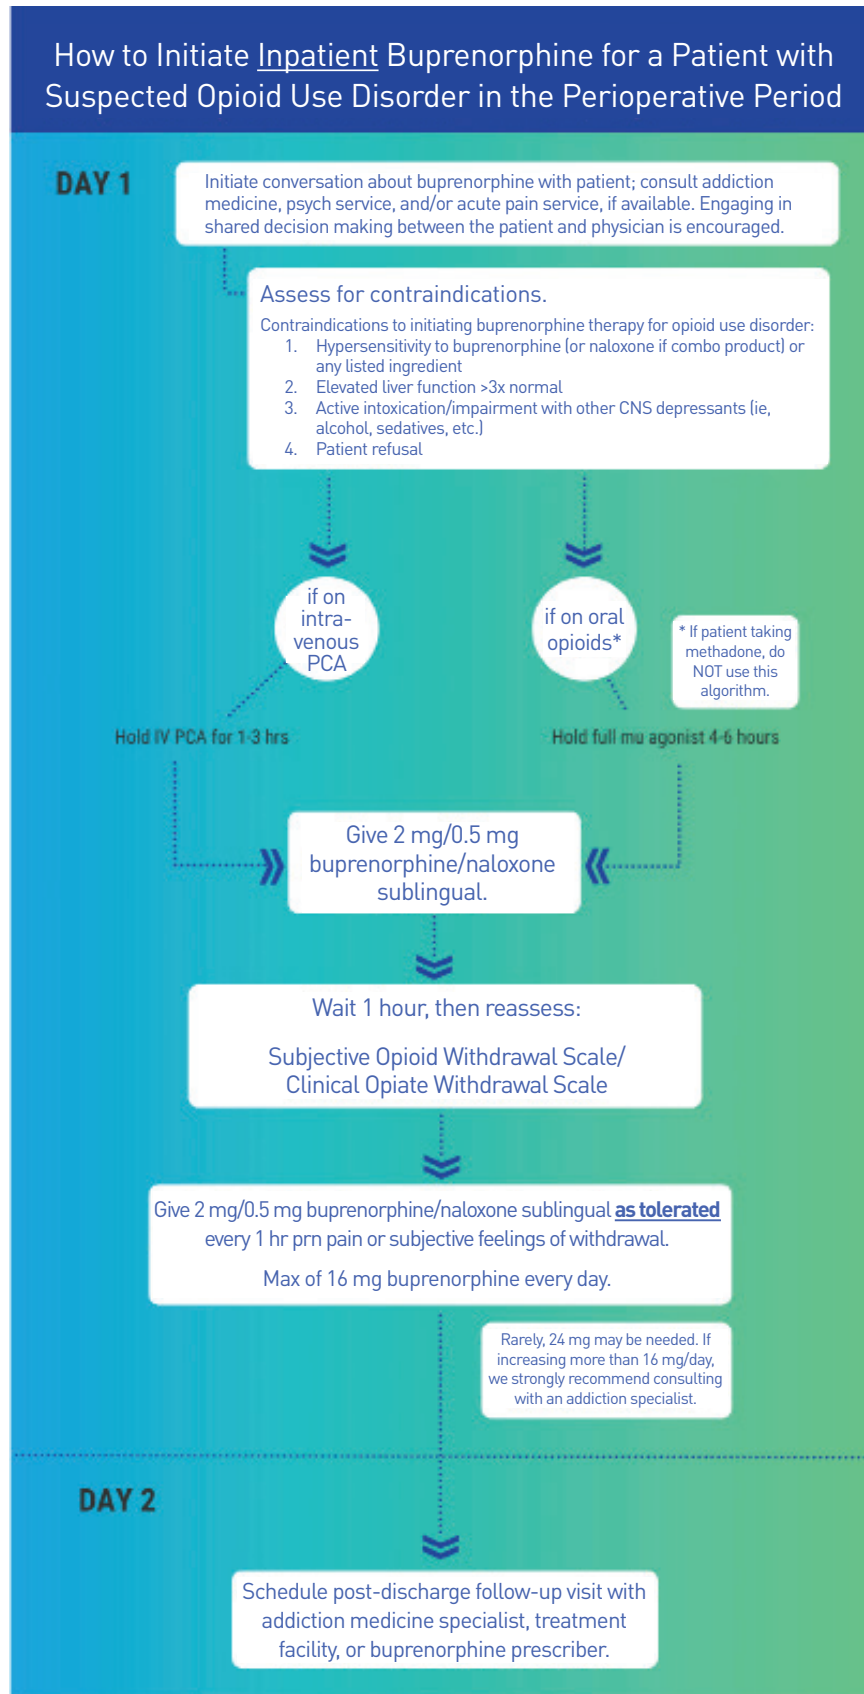 How to Initiate Inpatient Buprenorphine for a Patient with
Suspected Opioid Use Disorder in the Perioperative Period
DAY 1
Initiate conversation about buprenorphine with patient; consult addiction
medicine, psych service, and/or acute pain service, if available. Engaging in
shared decision making between the patient and physician is encouraged.
Assess for contraindications.
Contraindications to initiating buprenorphine therapy for opioid use disorder:
1. Hypersensitivity to buprenorphine (or naloxone if combo product) or
any listed ingredient
2. Elevated liver function >3x normal
3. Active intoxication/impairment with other CNS depressants (ie,
alcohol, sedatives, etc.)
4. Patient refusal
if on
intra-
venous
PCA
if on oral
opioids*
* If patient taking
methadone, do
NOT use this
algorithm.
Hold IV PCA for 1-3 hrs
Hold full mu agonist 4-6 hours
Give 2 mg/0.5 mg
buprenorphine/naloxone
sublingual.
Wait 1 hour, then reassess:
Subjective Opioid Withdrawal Scale/
Clinical Opiate Withdrawal Scale
Give 2 mg/0.5 mg buprenorphine/naloxone sublingual as tolerated
every 1 hr prn pain or subjective feelings of withdrawal.
Max of 16 mg buprenorphine every day.
Rarely, 24 mg may be needed. If
increasing more than 16 mg/day,
we strongly recommend consulting
with an addiction specialist.
DAY 2
Schedule post-discharge follow-up visit with
addiction medicine specialist, treatment
facility, or buprenorphine prescriber.